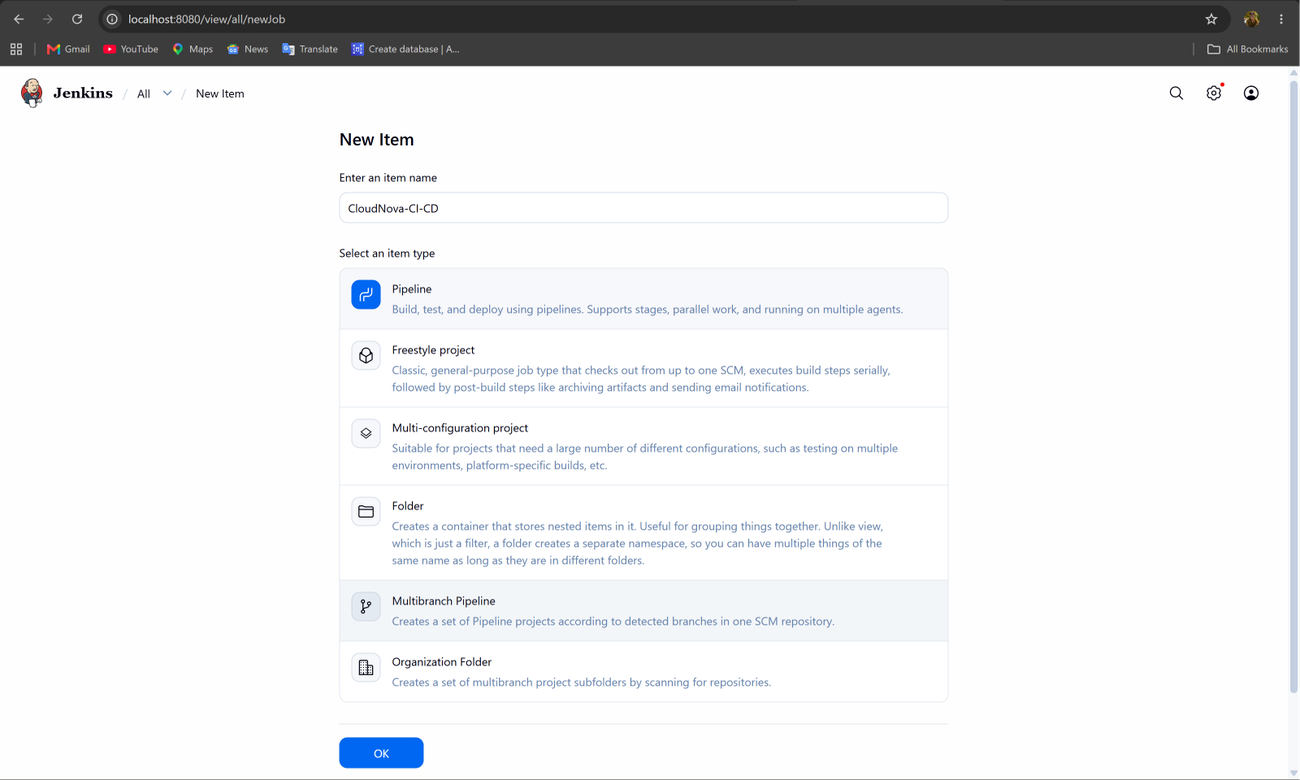 localhost:8080/view/all/newJob
Gmail YouTube Maps News Translate Create database | A... All Bookmarks
Jenkins / All / New Item
New Item
Enter an item name
CloudNova-CI-CD
Select an item type
Pipeline
Build, test, and deploy using pipelines. Supports stages, parallel work, and running on multiple agents.
Freestyle project
Classic, general-purpose job type that checks out from up to one SCM, executes build steps serially,
followed by post-build steps like archiving artifacts and sending email notifications.
Multi-configuration project
Suitable for projects that need a large number of different configurations, such as testing on multiple
environments, platform-specific builds, etc.
Folder
Creates a container that stores nested items in it. Useful for grouping things together. Unlike view,
which is just a filter, a folder creates a separate namespace, so you can have multiple things of the
same name as long as they are in different folders.
Multibranch Pipeline
Creates a set of Pipeline projects according to detected branches in one SCM repository.
Organization Folder
Creates a set of multibranch project subfolders by scanning for repositories.
OK